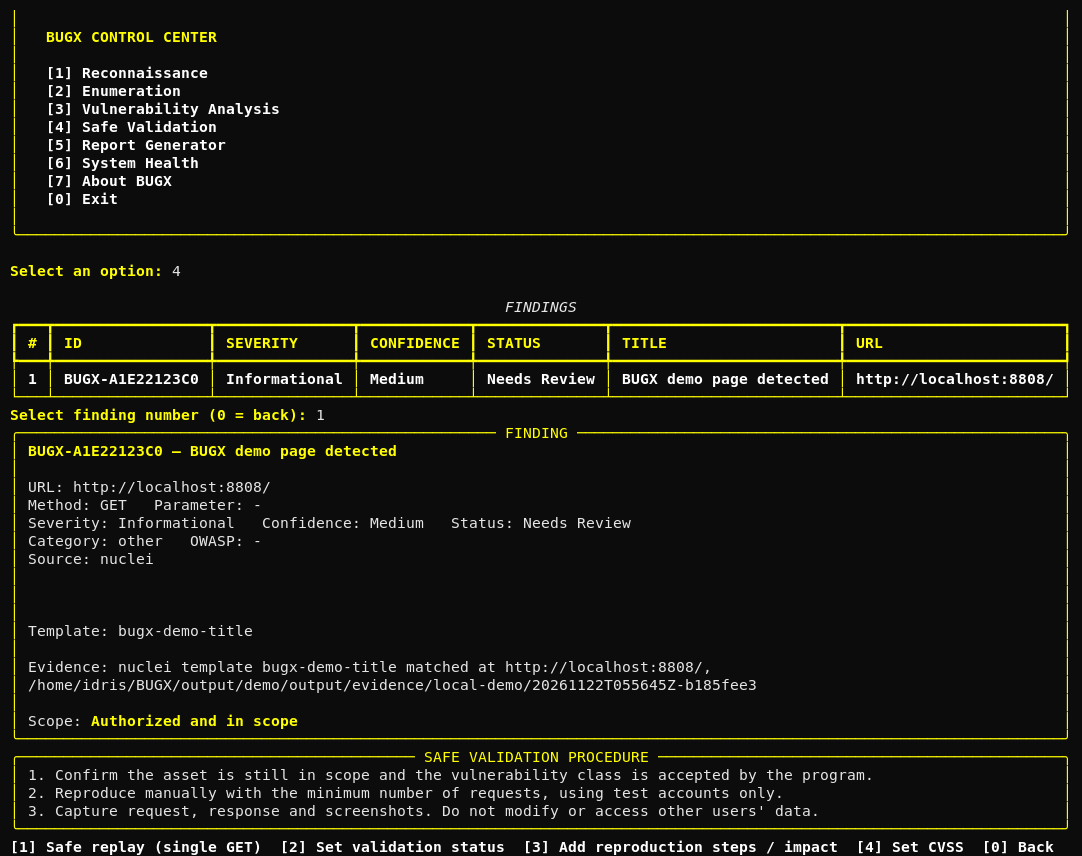 BUGX CONTROL CENTER
[1] Reconnaissance
[2] Enumeration
[3] Vulnerability Analysis
[4] Safe Validation
[5] Report Generator
[6] System Health
[7] About BUGX
[0] Exit
Select an option: 4
FINDINGS
# ID SEVERITY CONFIDENCE STATUS TITLE URL
1 BUGX-A1E22123C0 Informational Medium Needs Review BUGX demo page detected http://localhost:8808/
Select finding number (0 = back): 1
FINDING
BUGX-A1E22123C0 — BUGX demo page detected
URL: http://localhost:8808/
Method: GET   Parameter: -
Severity: Informational   Confidence: Medium   Status: Needs Review
Category: other   OWASP: -
Source: nuclei
Template: bugx-demo-title
Evidence: nuclei template bugx-demo-title matched at http://localhost:8808/,
/home/idris/BUGX/output/demo/output/evidence/local-demo/20261122T055645Z-b185fee3
Scope: Authorized and in scope
SAFE VALIDATION PROCEDURE
1. Confirm the asset is still in scope and the vulnerability class is accepted by the program.
2. Reproduce manually with the minimum number of requests, using test accounts only.
3. Capture request, response and screenshots. Do not modify or access other users' data.
[1] Safe replay (single GET)  [2] Set validation status  [3] Add reproduction steps / impact  [4] Set CVSS  [0] Back